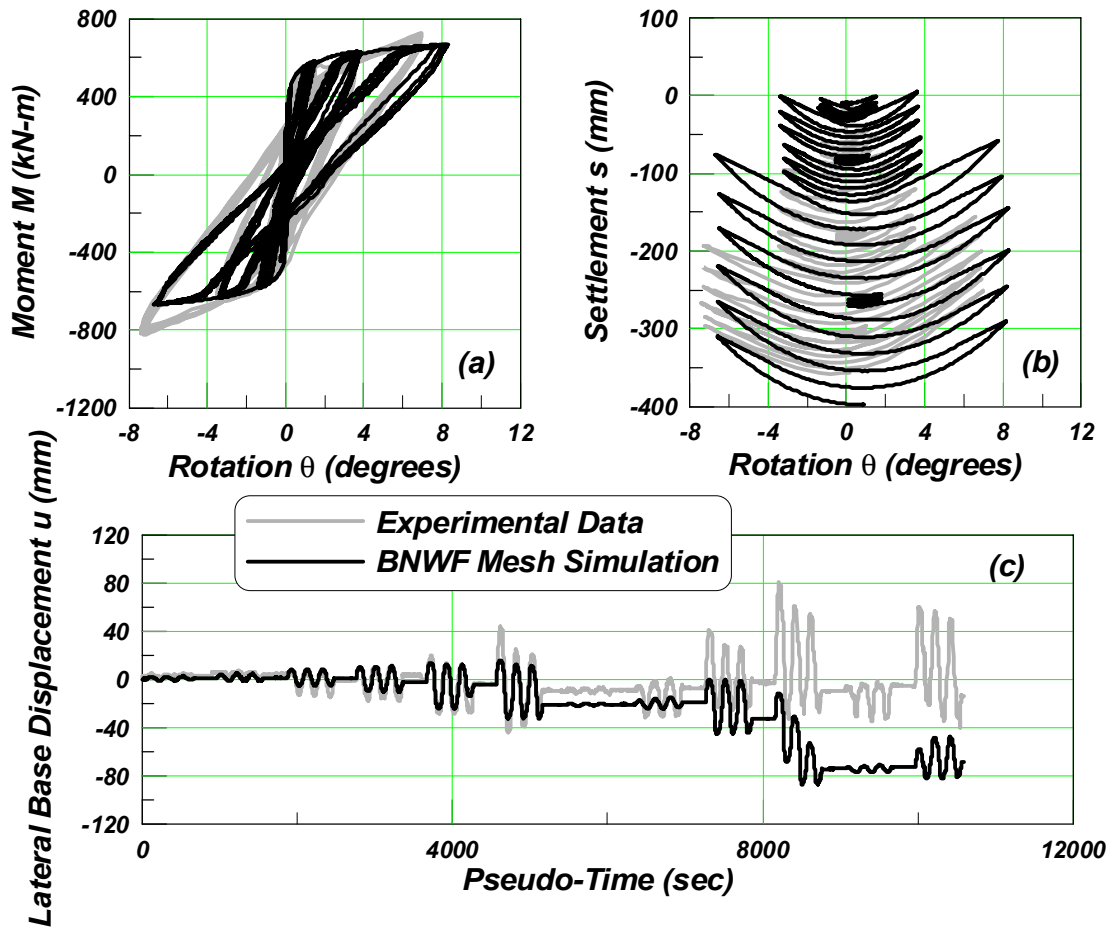 800
400
0
-400
-800
-1200
Moment M (kN-m)
-8 -4 0 4 8 12
Rotation θ (degrees)
(a)
100
0
-100
-200
-300
-400
Settlement s (mm)
-8 -4 0 4 8 12
Rotation θ (degrees)
(b)
Experimental Data
BNWF Mesh Simulation
120
80
40
0
-40
-80
-120
Lateral Base Displacement u (mm)
(c)
0 4000 8000 12000
Pseudo-Time (sec)